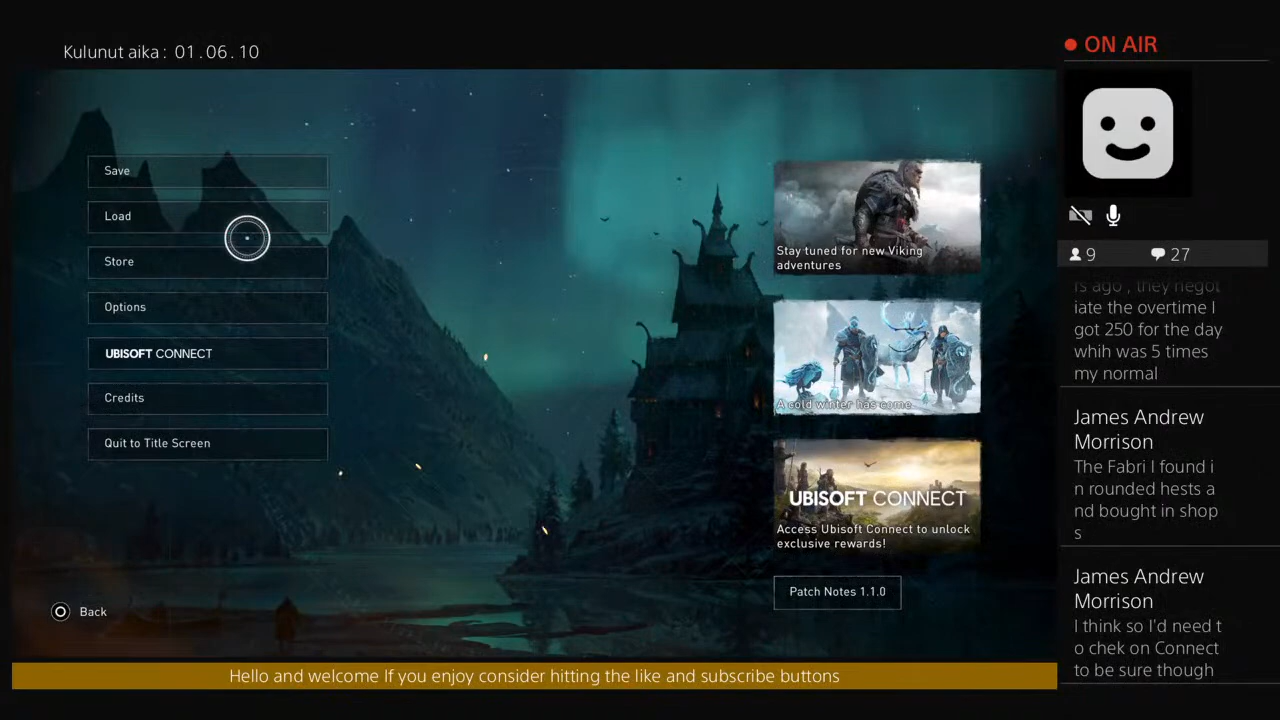 Kulunut aika: 01.06.10
ON AIR
Save
Load
Store
Options
UBISOFT CONNECT
Credits
Quit to Title Screen
Back
Stay tuned for new Viking
adventures
A cold winter has come
UBISOFT CONNECT
Access Ubisoft Connect to unlock
exclusive rewards!
Patch Notes 1.1.0
9
27
rs ago , they negot
iate the overtime I
got 250 for the day
whih was 5 times
my normal
James Andrew
Morrison
The Fabri I found i
n rounded hests a
nd bought in shop
s
James Andrew
Morrison
I think so I'd need t
o chek on Connect
to be sure though
Hello and welcome If you enjoy consider hitting the like and subscribe buttons